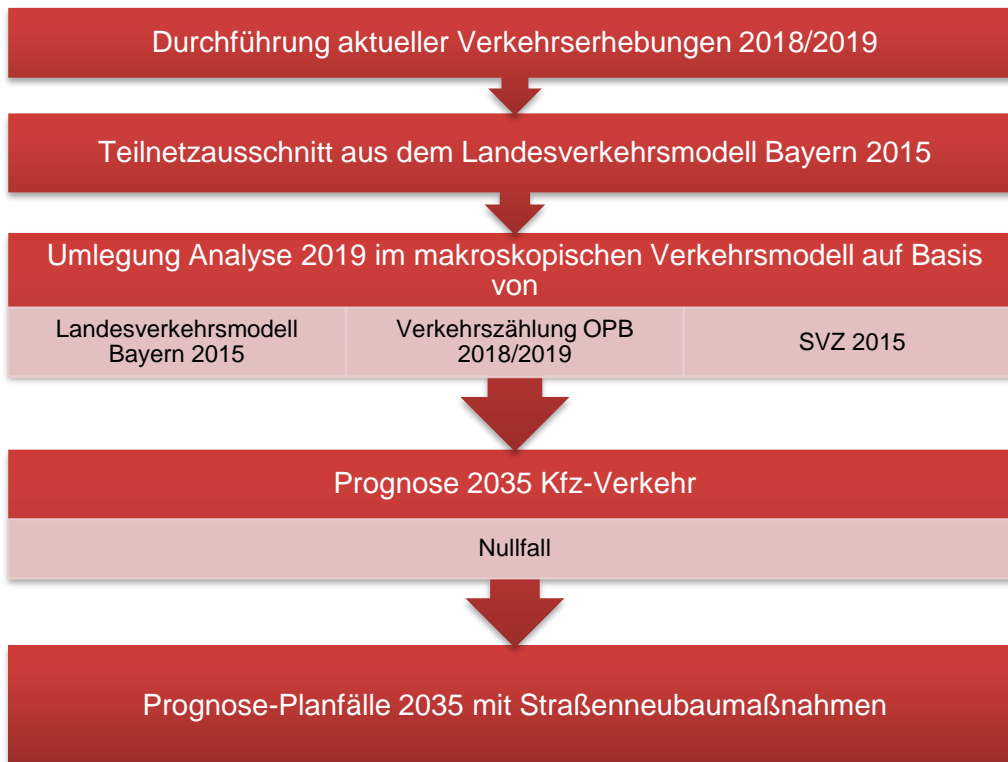 Durchführung aktueller Verkehrserhebungen 2018/2019
Teilnetzausschnitt aus dem Landesverkehrsmodell Bayern 2015
Umlegung Analyse 2019 im makroskopischen Verkehrsmodell auf Basis
von
Landesverkehrsmodell
Bayern 2015
Verkehrszählung OPB
2018/2019
SVZ 2015
Prognose 2035 Kfz-Verkehr
Nullfall
Prognose-Planfälle 2035 mit Straßenneubaumaßnahmen